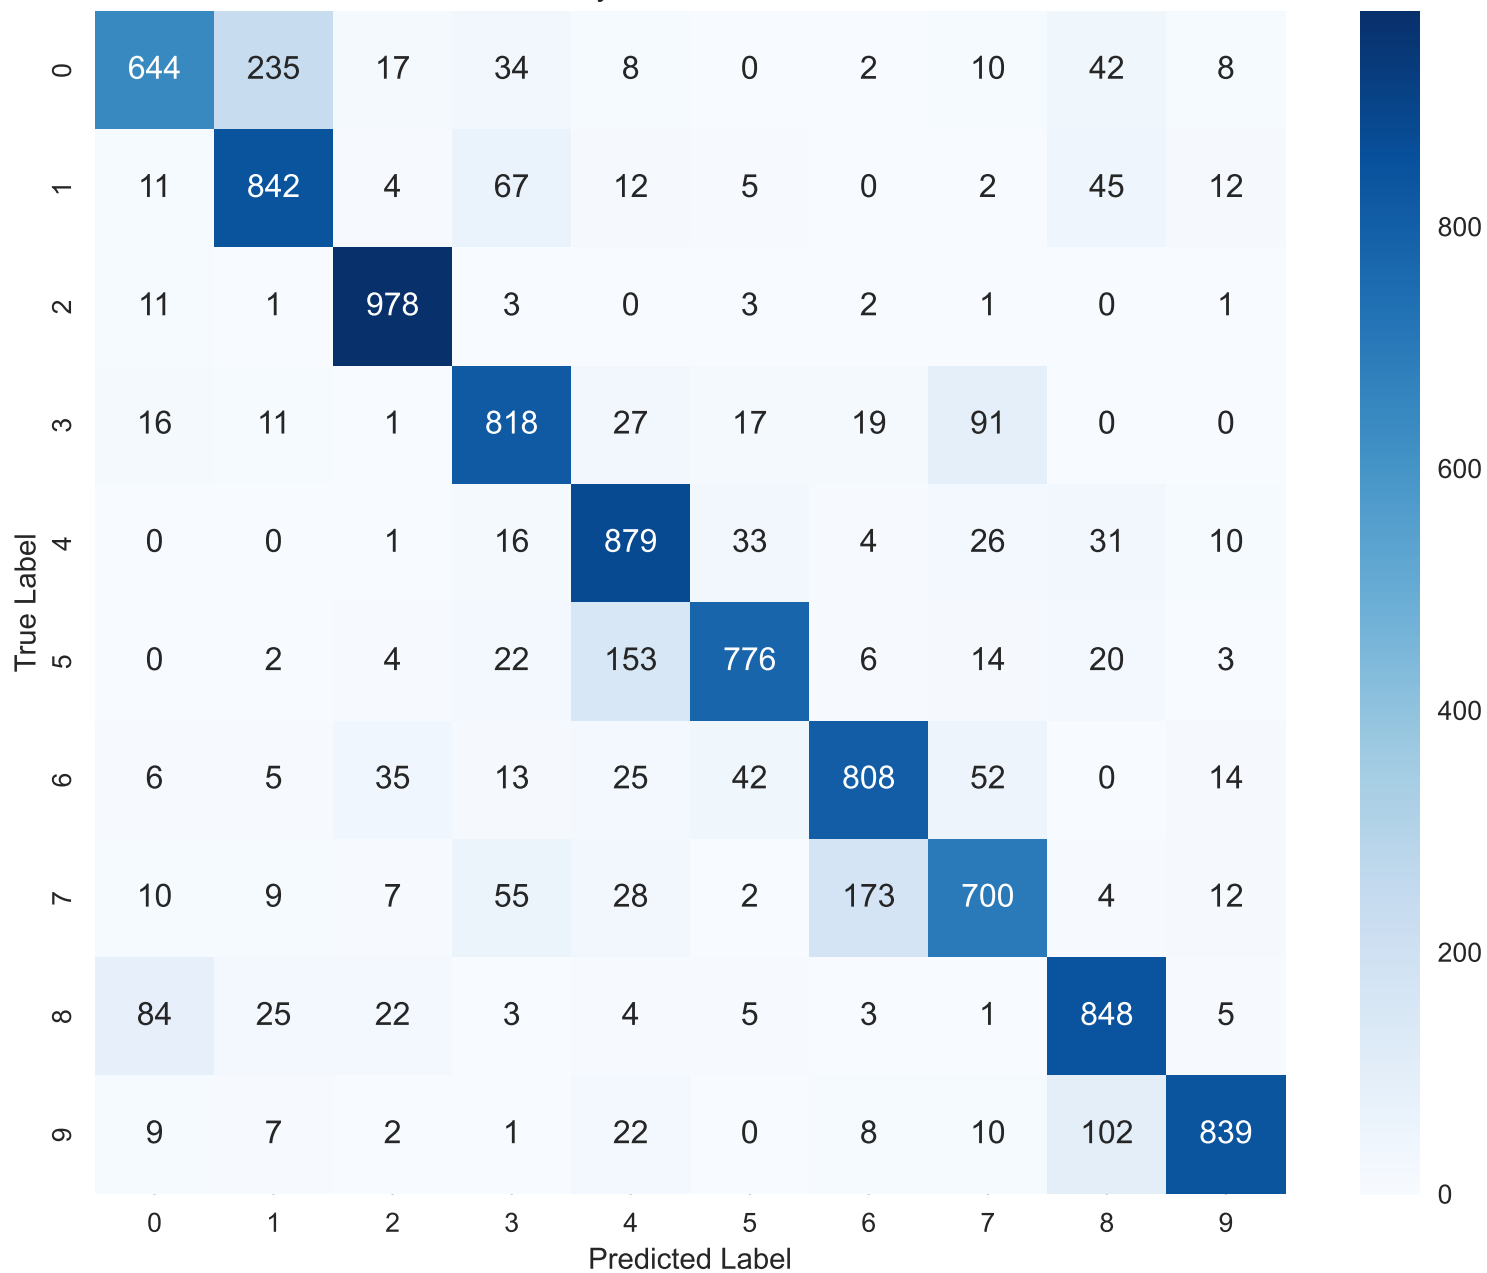 0 644 235 17 34 8 0 2 10 42 8
1 11 842 4 67 12 5 0 2 45 12
2 11 1 978 3 0 3 2 1 0 1
3 16 11 1 818 27 17 19 91 0 0
4 0 0 1 16 879 33 4 26 31 10
5 0 2 4 22 153 776 6 14 20 3
6 6 5 35 13 25 42 808 52 0 14
7 10 9 7 55 28 2 173 700 4 12
8 84 25 22 3 4 5 3 1 848 5
9 9 7 2 1 22 0 8 10 102 839
0 1 2 3 4 5 6 7 8 9
Predicted Label
True Label
800
600
400
200
0